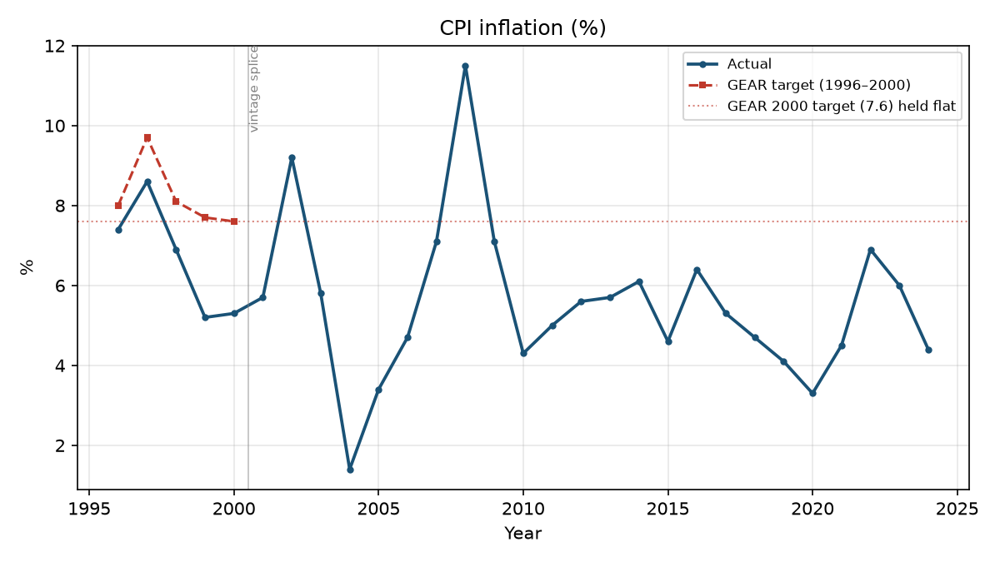 CPI inflation (%)
12
10
8
6
4
2
%
vintage splice
Actual
GEAR target (1996–2000)
GEAR 2000 target (7.6) held flat
1995 2000 2005 2010 2015 2020 2025
Year